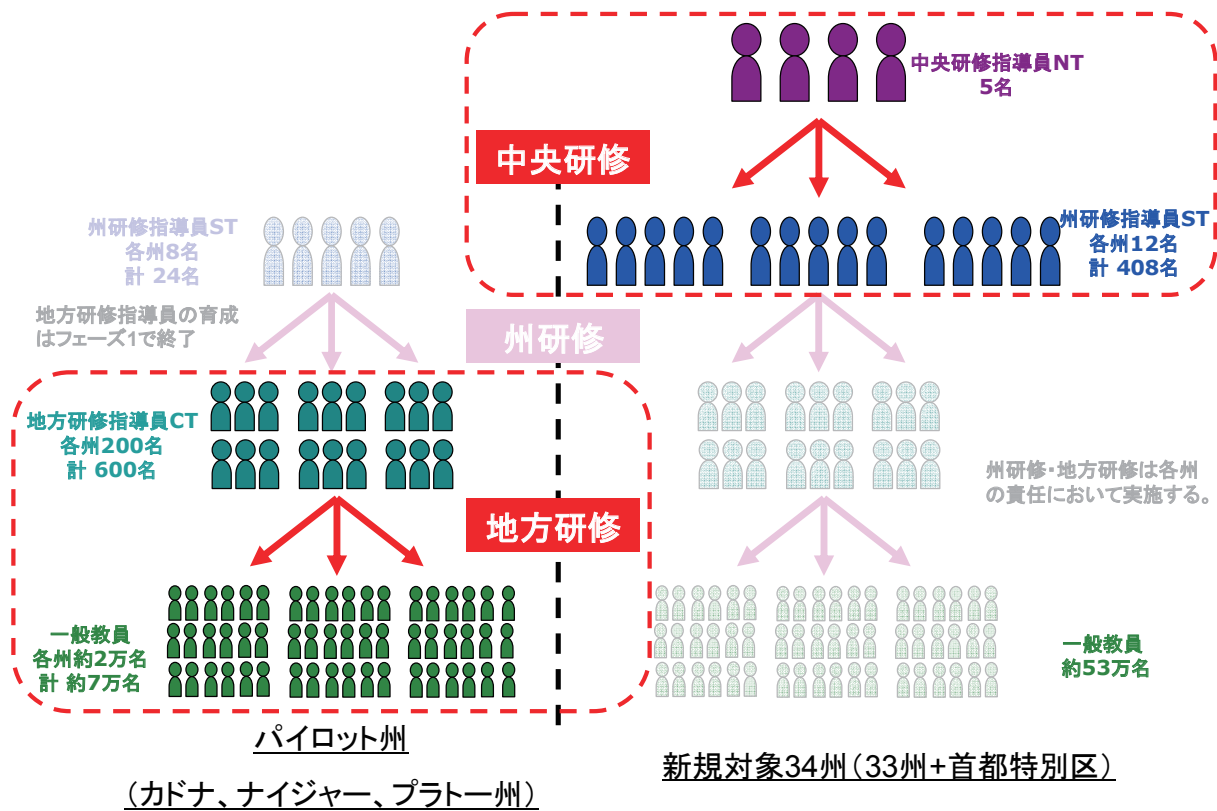 中央研修指導員NT
5名
中央研修
州研修指導員ST
各州8名
計 24名
州研修指導員ST
各州12名
計 408名
地方研修指導員の育成
はフェーズ1で終了
州研修
地方研修指導員CT
各州200名
計 600名
州研修・地方研修は各州
の責任において実施する。
地方研修
一般教員
各州約2万名
計 約7万名
一般教員
約53万名
パイロット州
(カドナ、ナイジャー、プラトー州)
新規対象34州(33州+首都特別区)